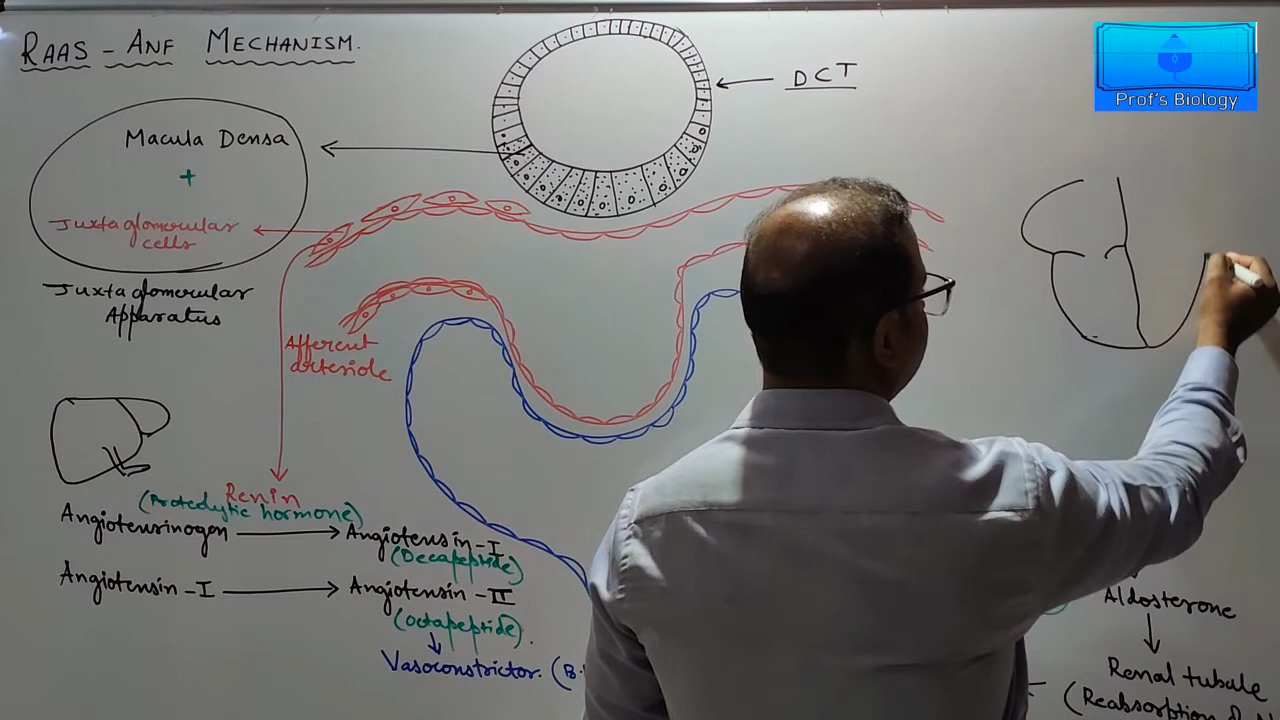 RAAS - ANF MECHANISM.
DCT
Prof's Biology
Macula Densa
+
Juxtaglomerular
cells
Juxtaglomerular
Apparatus
Afferent
arteriole
Renin
(Proteolytic hormone)
Angiotensinogen → Angiotensin-I
(Decapeptide)
Angiotensin-I → Angiotensin-II
(Octapeptide).
Vasoconstrictor. (B.
Aldosterone
Renal tubule
(Reabsorption